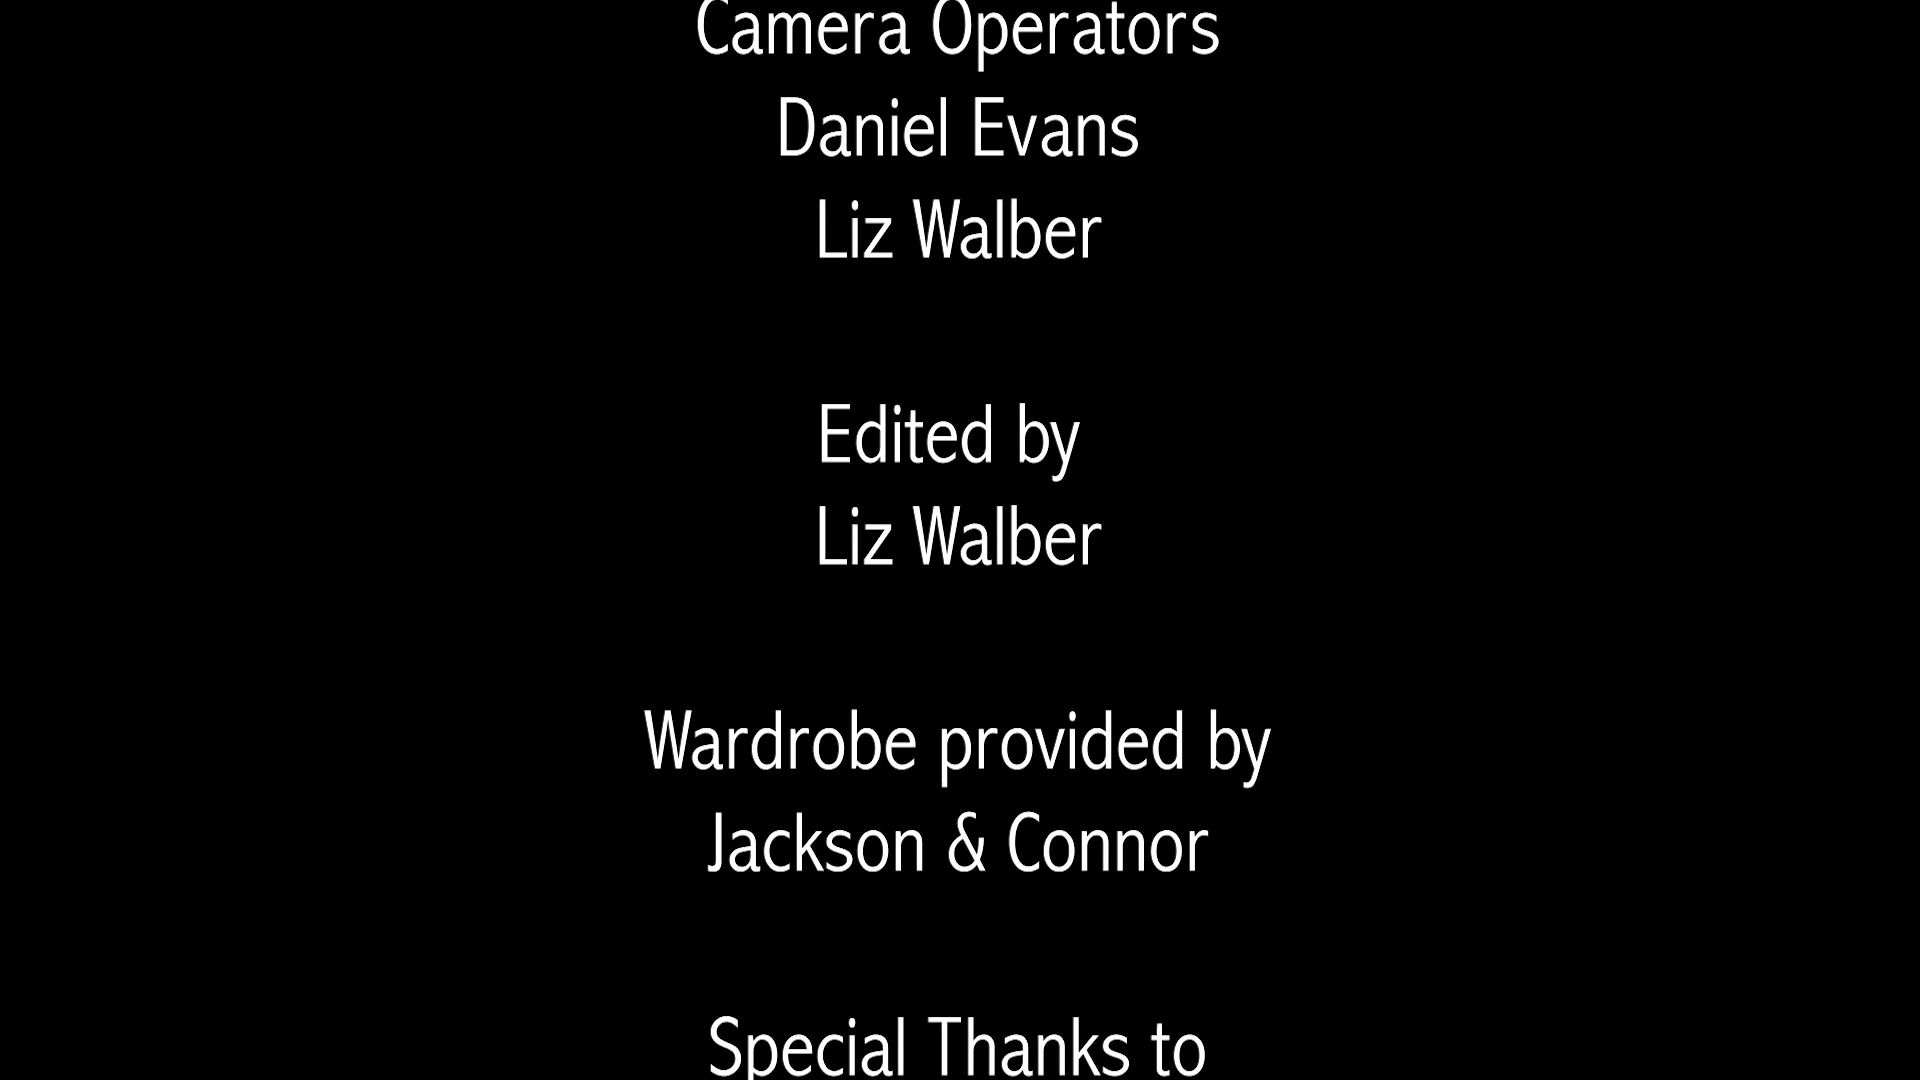 Camera Operators
Daniel Evans
Liz Walber
Edited by
Liz Walber
Wardrobe provided by
Jackson & Connor
Special Thanks to